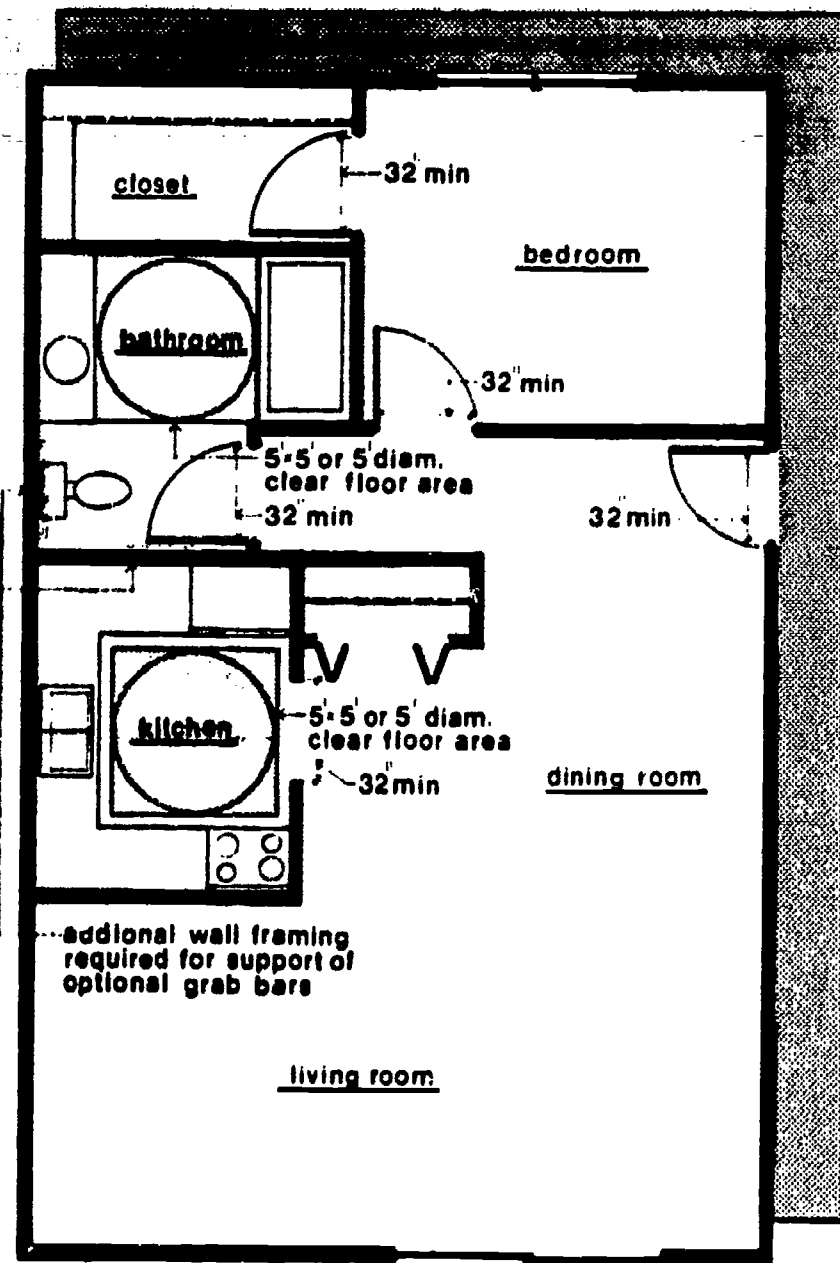 closet
32" min
bedroom
bathroom
32" min
5'×5' or 5' diam.
clear floor area
32" min
32" min
kitchen
5'×5' or 5' diam.
clear floor area
32" min
dining room
addional wall framing
required for support of
optional grab bars
living room